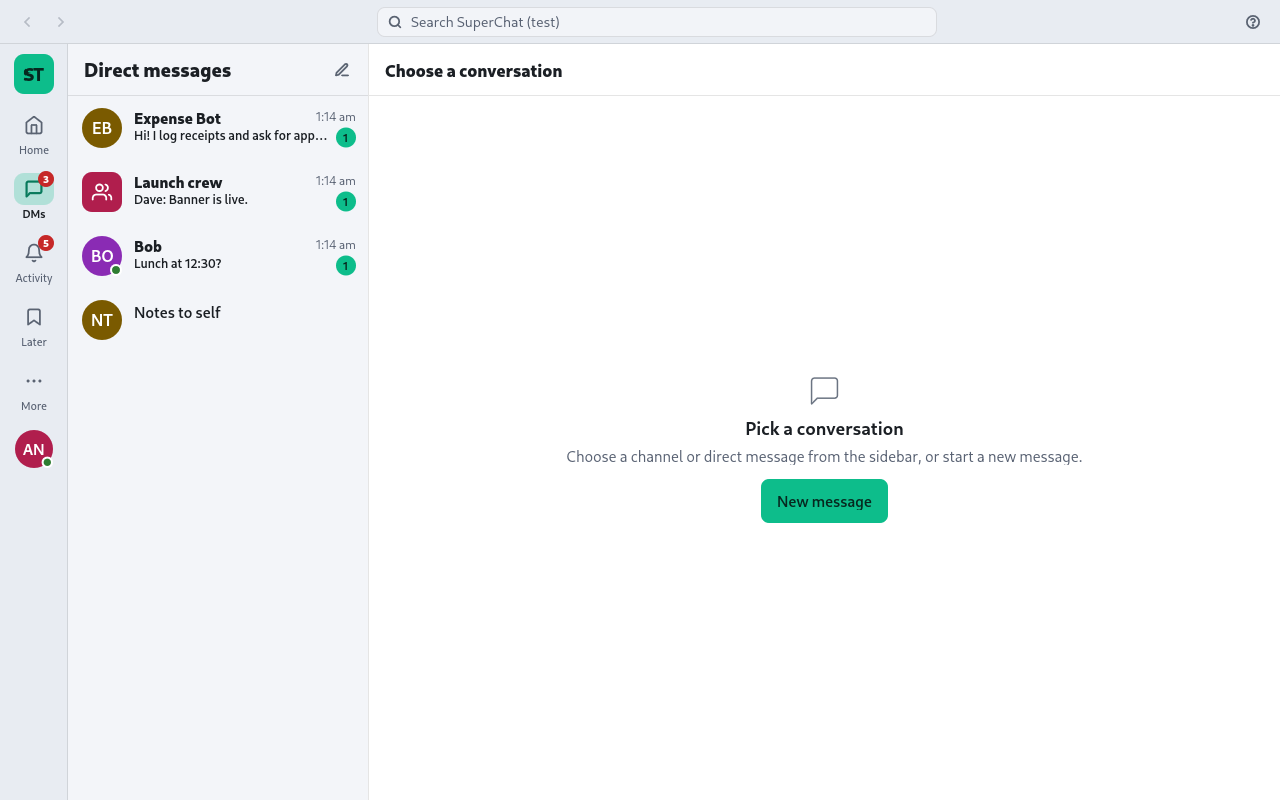 Search SuperChat (test)
ST
Home
3
DMs
5
Activity
Later
More
AN
Direct messages
EB
Expense Bot
1:14 am
Hi! I log receipts and ask for app…
1
Launch crew
1:14 am
Dave: Banner is live.
1
BO
Bob
1:14 am
Lunch at 12:30?
1
NT
Notes to self
Choose a conversation
Pick a conversation
Choose a channel or direct message from the sidebar, or start a new message.
New message